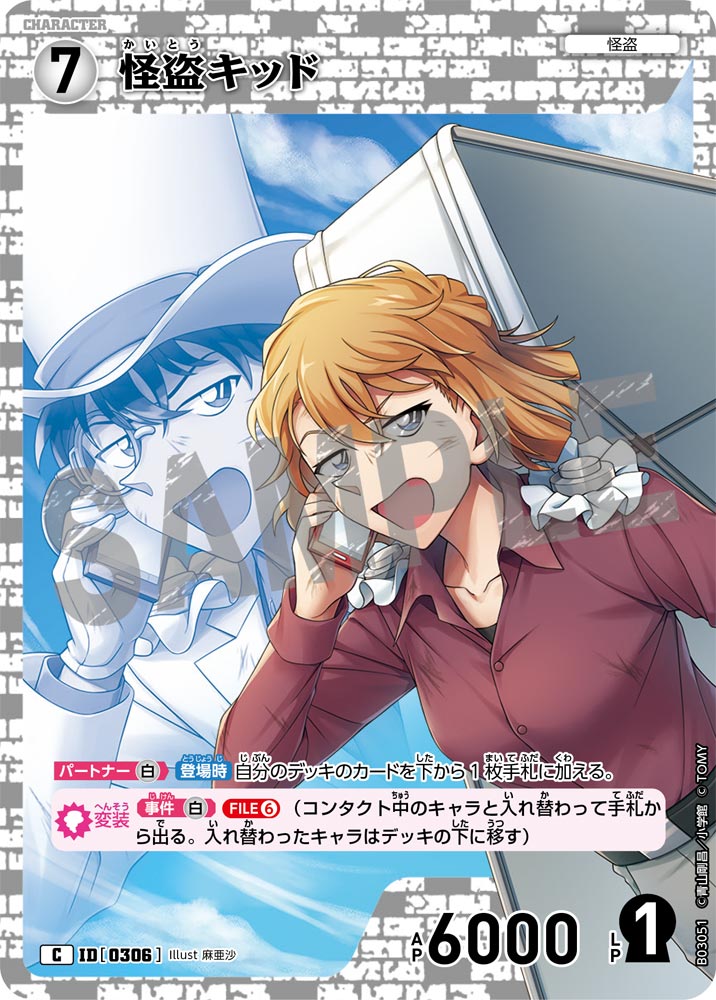 CHARACTER
怪盗
7
かいとう
怪盗キッド
SAMPLE
パートナー 白 登場時 自分のデッキのカードを下から1枚手札に加える。
変装 事件 白 FILE6 (コンタクト中のキャラと入れ替わって手札か
ら出る。入れ替わったキャラはデッキの下に移す)
C ID[0306] Illust 麻亜沙
AP 6000 LP 1
B03051 ©青山剛昌/小学館 ©TOMY